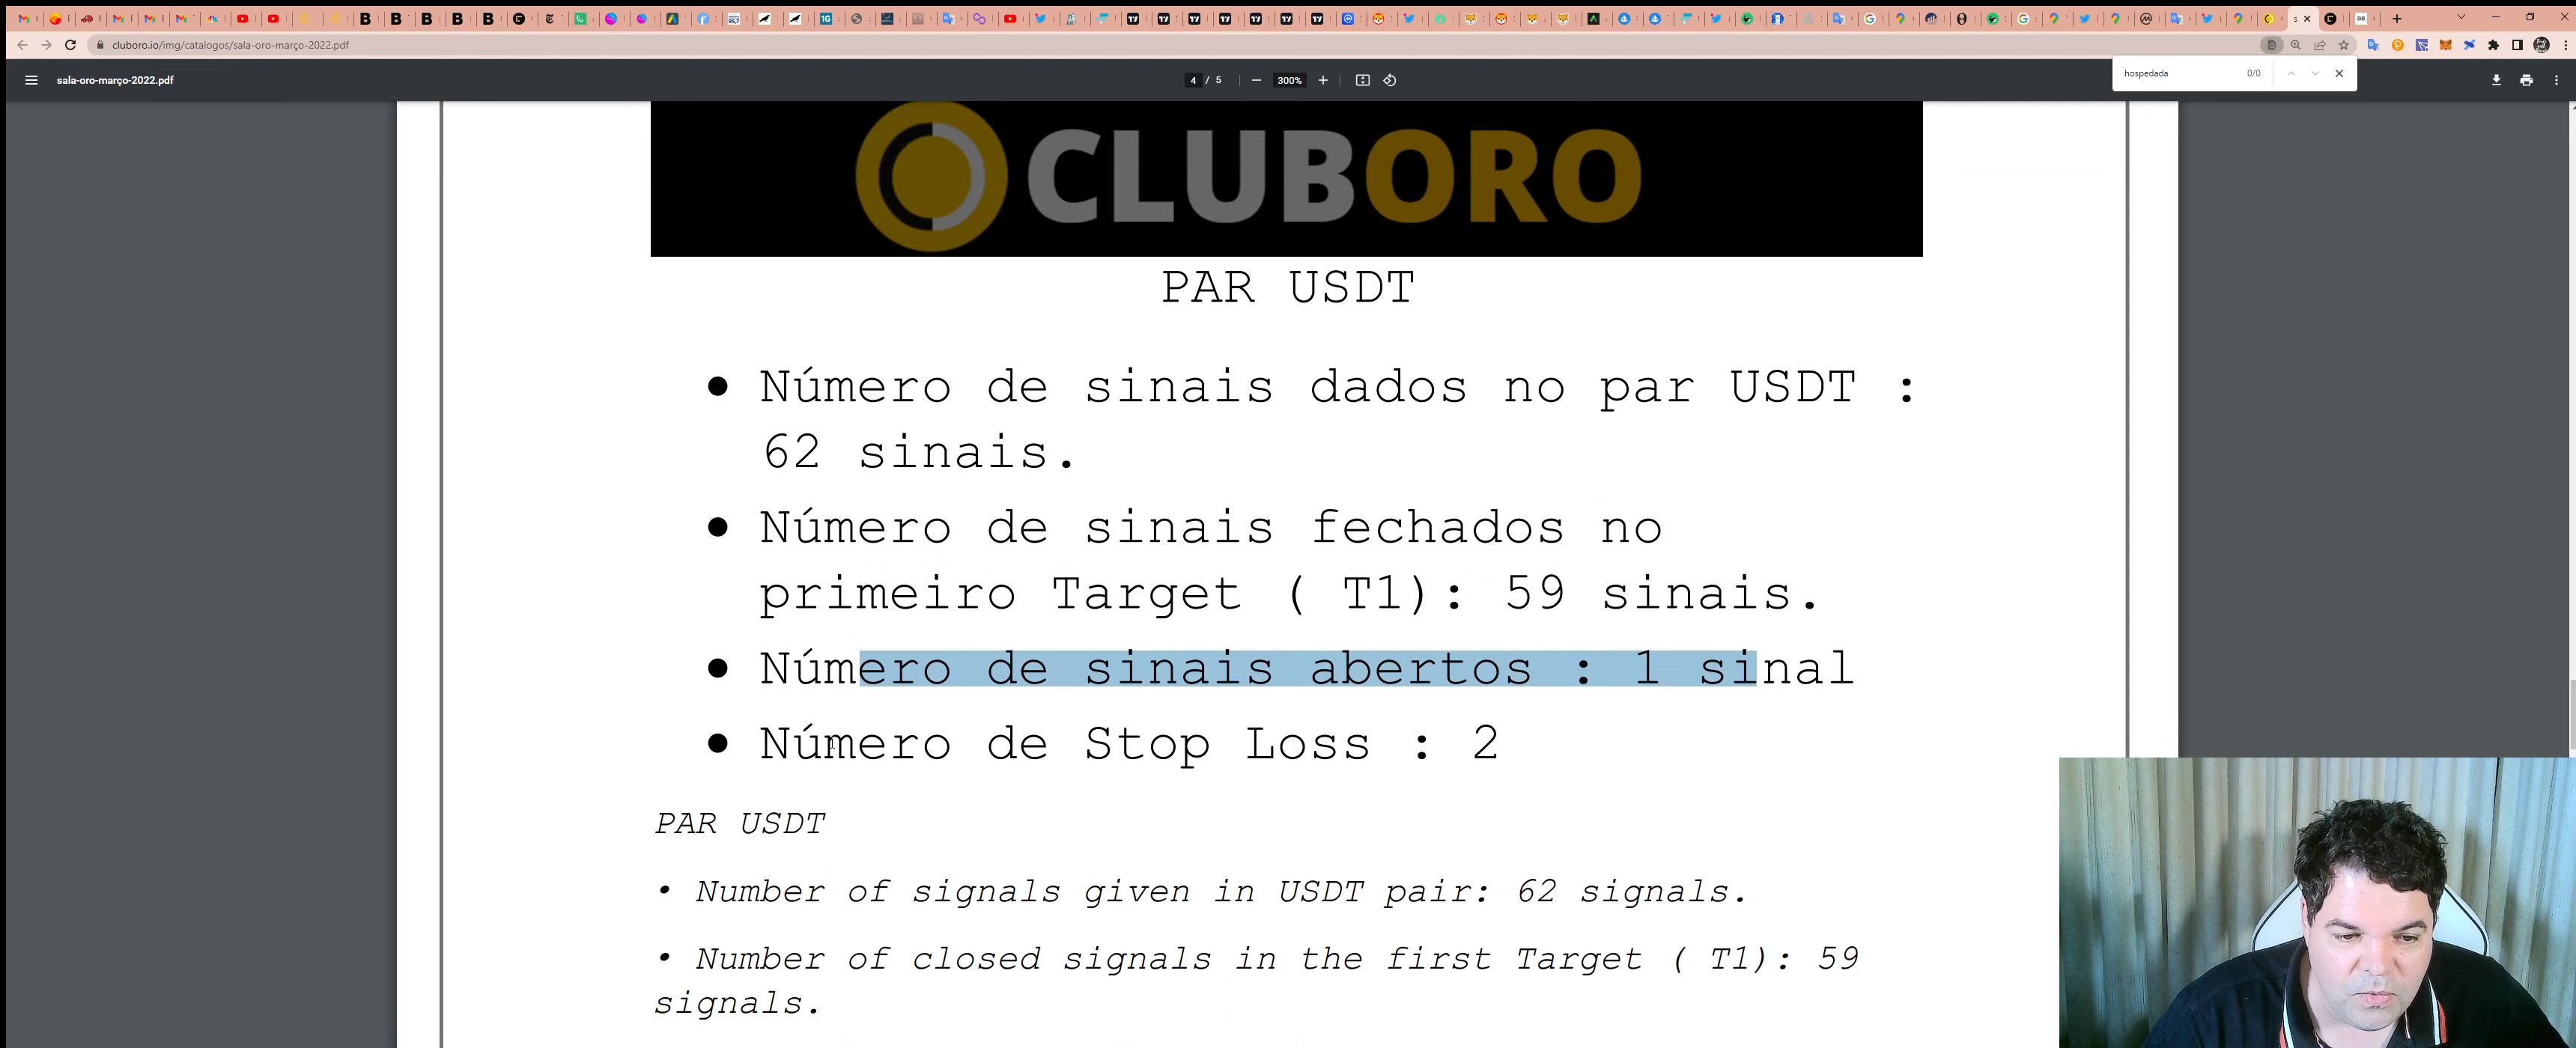 cluboro.io/img/catalogos/sala-oro-março-2022.pdf
hospedada 0/0
sala-oro-março-2022.pdf
4 / 5 300%
CLUBORO
PAR USDT
● Número de sinais dados no par USDT :
62 sinais.
● Número de sinais fechados no
primeiro Target ( T1): 59 sinais.
● Número de sinais abertos : 1 sinal
● Número de Stop Loss : 2
PAR USDT
• Number of signals given in USDT pair: 62 signals.
• Number of closed signals in the first Target ( T1): 59
signals.